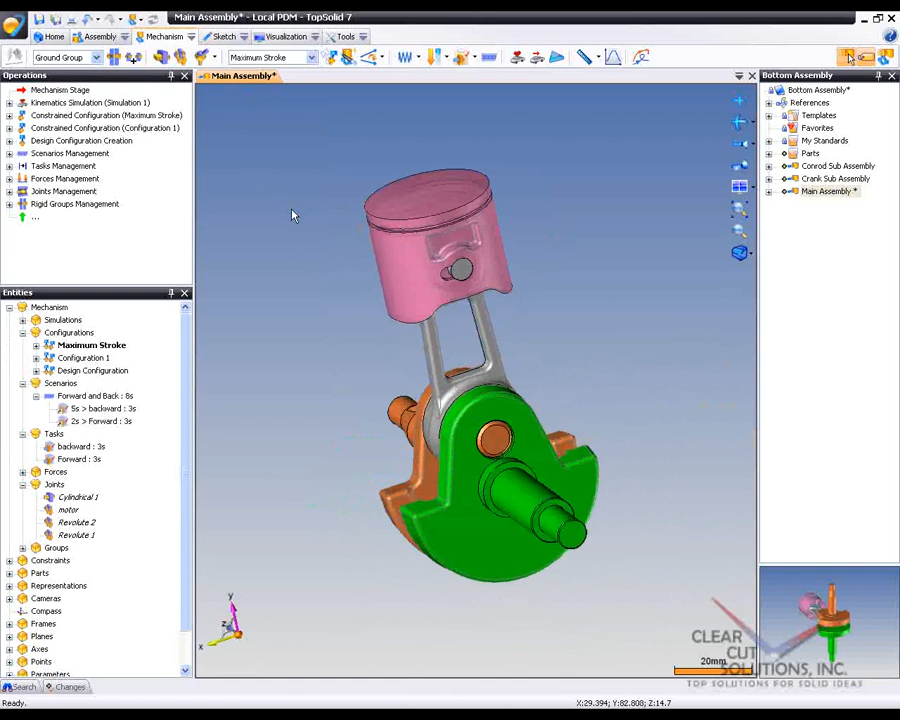 Main Assembly* - Local PDM - TopSolid 7
Home
Assembly
Mechanism
Sketch
Visualization
Tools
Ground Group
Maximum Stroke
Operations
Mechanism Stage
Kinematics Simulation (Simulation 1)
Constrained Configuration (Maximum Stroke)
Constrained Configuration (Configuration 1)
Design Configuration Creation
Scenarios Management
Tasks Management
Forces Management
Joints Management
Rigid Groups Management
...
Entities
Mechanism
Simulations
Configurations
Maximum Stroke
Configuration 1
Design Configuration
Scenarios
Forward and Back : 8s
5s > backward : 3s
2s > Forward : 3s
Tasks
backward : 3s
Forward : 3s
Forces
Joints
Cylindrical 1
motor
Revolute 2
Revolute 1
Groups
Constraints
Parts
Representations
Cameras
Compass
Frames
Planes
Axes
Points
Parameters
Search
Changes
Main Assembly*
y
z
x
20mm
Bottom Assembly
Bottom Assembly*
References
Templates
Favorites
My Standards
Parts
Conrod Sub Assembly
Crank Sub Assembly
Main Assembly *
CLEAR
CUT
SOLUTIONS, INC.
TOP SOLUTIONS FOR SOLID IDEAS
Ready.
X:29.394, Y:82.808, Z:14.7